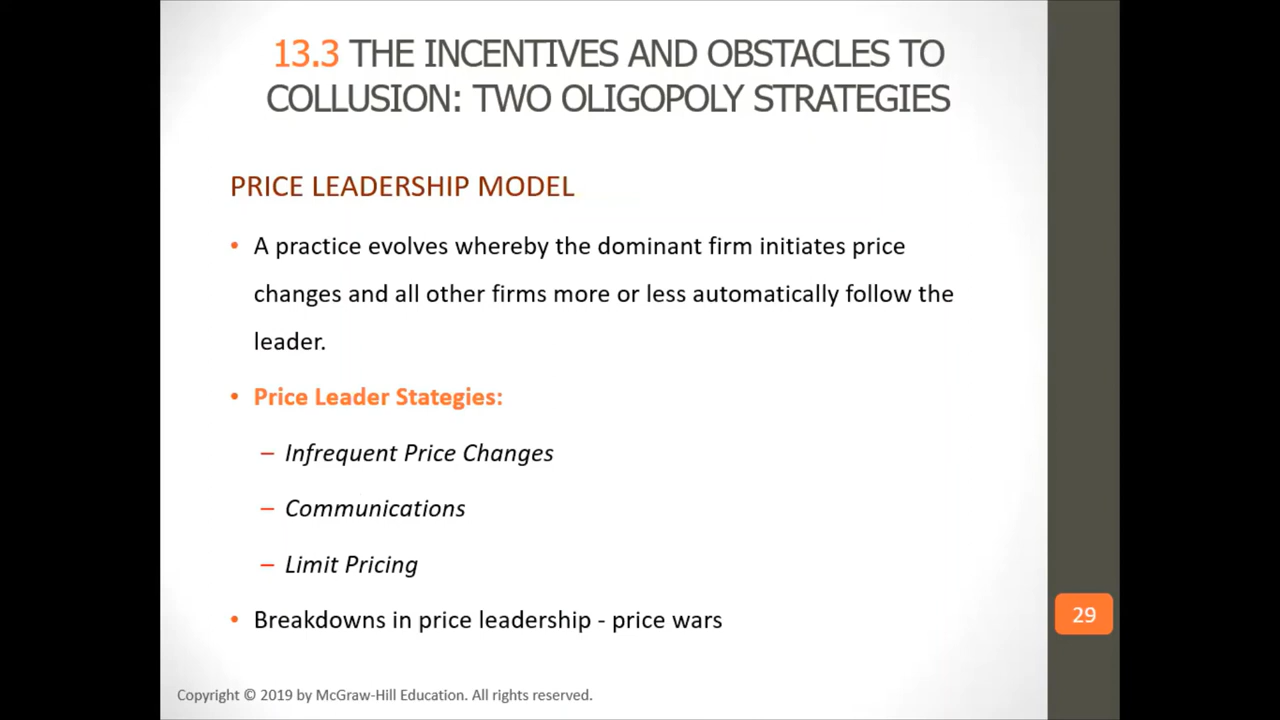 13.3 THE INCENTIVES AND OBSTACLES TO
COLLUSION: TWO OLIGOPOLY STRATEGIES
PRICE LEADERSHIP MODEL
• A practice evolves whereby the dominant firm initiates price
changes and all other firms more or less automatically follow the
leader.
• Price Leader Stategies:
– Infrequent Price Changes
– Communications
– Limit Pricing
• Breakdowns in price leadership - price wars
29
Copyright © 2019 by McGraw-Hill Education. All rights reserved.